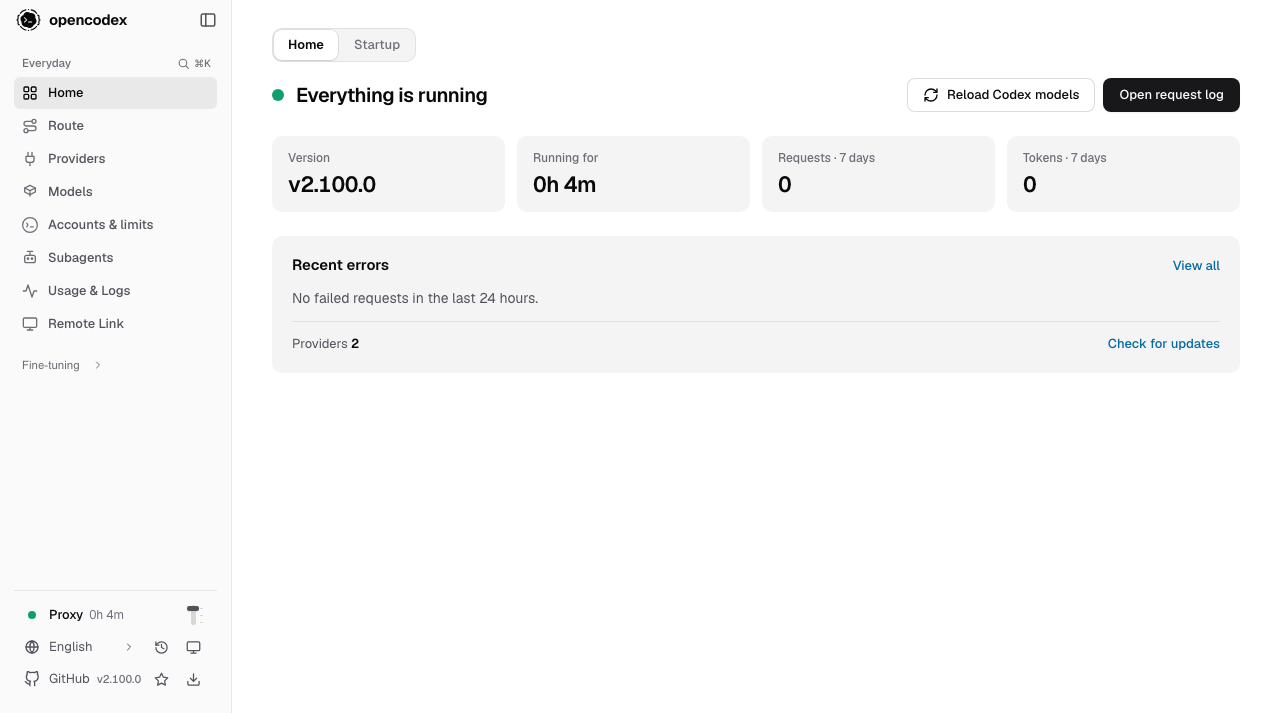 opencodex
Everyday
⌘K
Home
Route
Providers
Models
Accounts & limits
Subagents
Usage & Logs
Remote Link
Fine-tuning
Proxy 0h 4m
English
GitHub v2.100.0
Home Startup
Everything is running
Reload Codex models
Open request log
Version
v2.100.0
Running for
0h 4m
Requests · 7 days
0
Tokens · 7 days
0
Recent errors
View all
No failed requests in the last 24 hours.
Providers 2
Check for updates